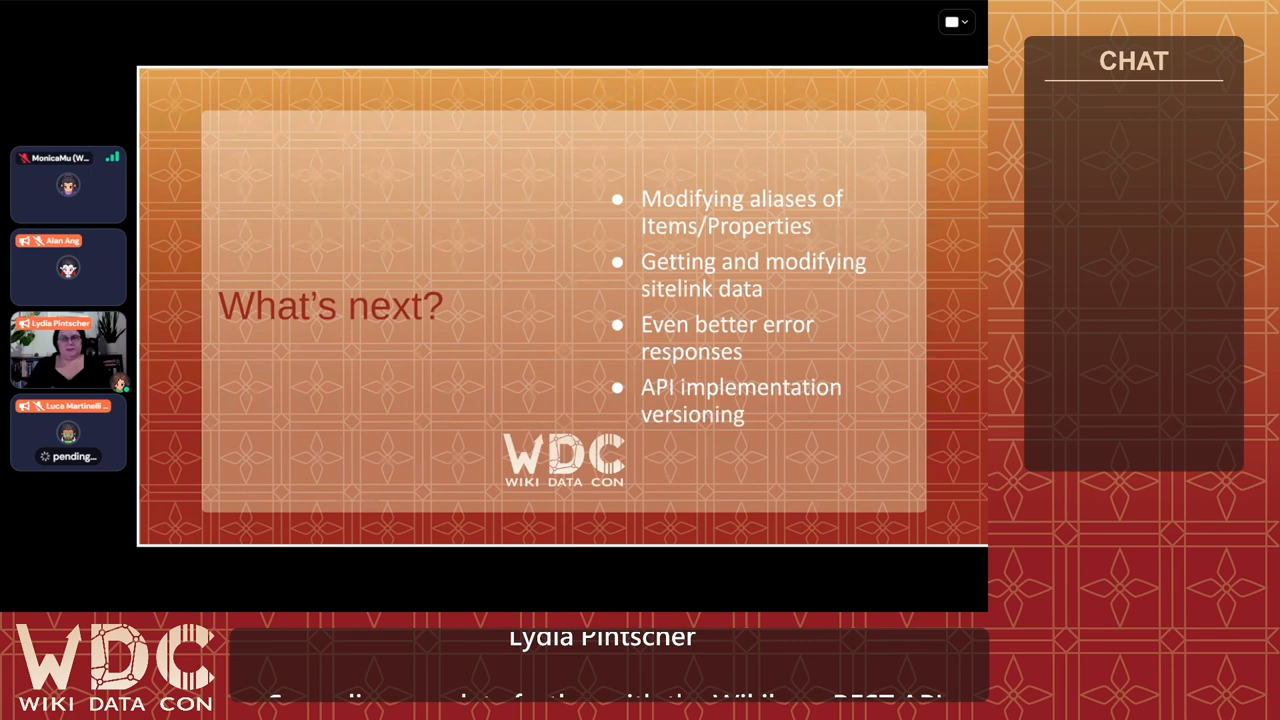 CHAT
MonicaMu (W...
Alan Ang
Lydia Pintscher
Luca Martinelli ...
pending...
What's next?
● Modifying aliases of
Items/Properties
● Getting and modifying
sitelink data
● Even better error
responses
● API implementation
versioning
WDC
WIKI DATA CON
WDC
WIKI DATA CON
Lydia Pintscher